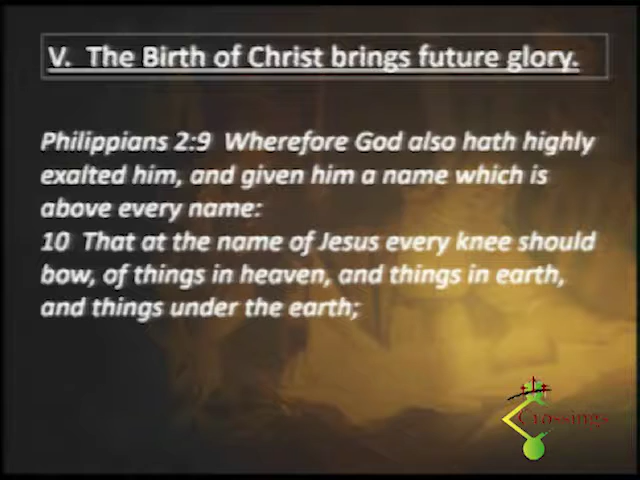 V. The Birth of Christ brings future glory.
Philippians 2:9 Wherefore God also hath highly
exalted him, and given him a name which is
above every name:
10 That at the name of Jesus every knee should
bow, of things in heaven, and things in earth,
and things under the earth;
Crossings